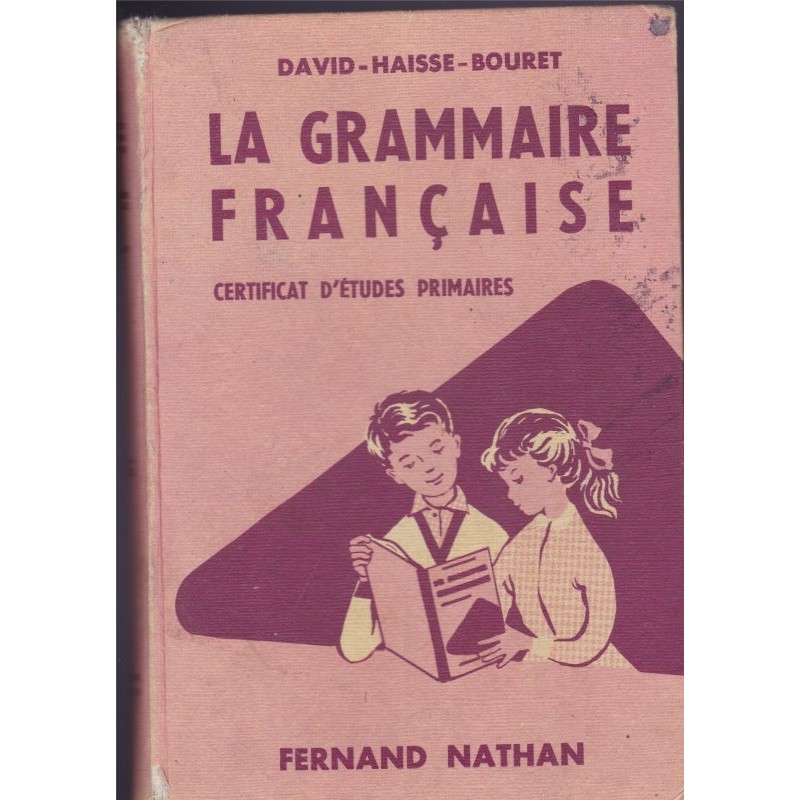 DAVID-HAISSE-BOURET
LA GRAMMAIRE
FRANÇAISE
CERTIFICAT D'ÉTUDES PRIMAIRES
FERNAND NATHAN